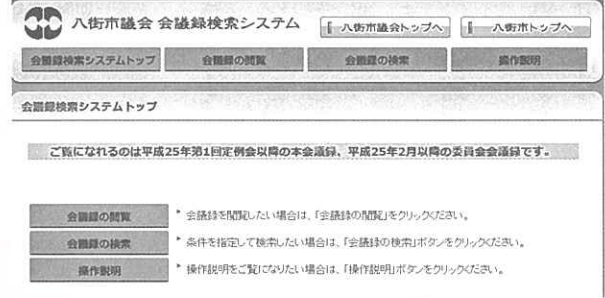 八街市議会 会議録検索システム 【 八街市議会トップへ 】 【 八街市トップへ 】
会議録検索システムトップ 会議録の閲覧 会議録の検索 操作説明
会議録検索システムトップ
ご覧になれるのは平成25年第1回定例会以降の本会議録、平成25年2月以降の委員会会議録です。
会議録の閲覧 * 会議録を閲覧したい場合は、「会議録の閲覧」をクリックください。
会議録の検索 * 条件を指定して検索したい場合は、「会議録の検索」ボタンをクリックください。
操作説明 * 操作説明をご覧になりたい場合は、「操作説明」ボタンをクリックください。